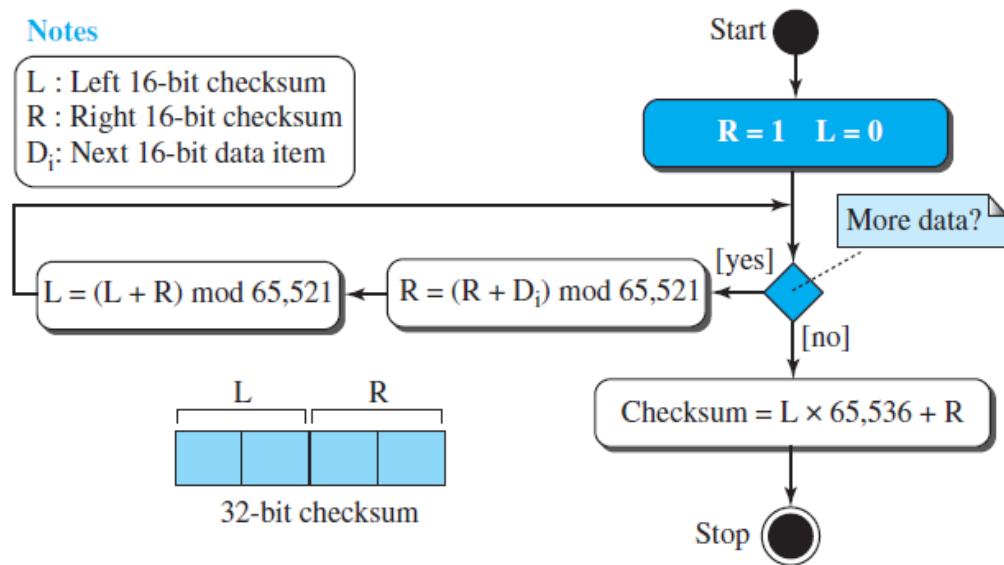 Notes
L : Left 16-bit checksum
R : Right 16-bit checksum
Di: Next 16-bit data item
Start
R = 1 L = 0
More data?
[yes]
R = (R + Di) mod 65,521
L = (L + R) mod 65,521
[no]
Checksum = L × 65,536 + R
L R
32-bit checksum
Stop